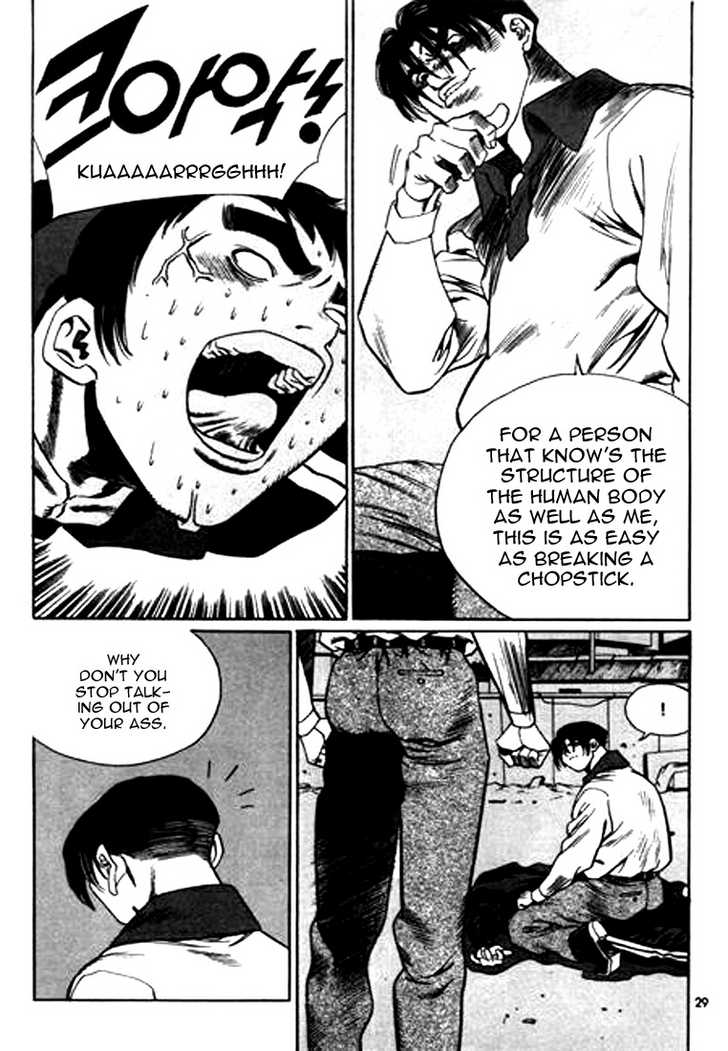 크아악!
KUAAAAARRRGGHHH!
FOR A PERSON
THAT KNOW'S THE
STRUCTURE OF
THE HUMAN BODY
AS WELL AS ME,
THIS IS AS EASY
AS BREAKING A
CHOPSTICK.
WHY
DON'T YOU
STOP TALK-
ING OUT OF
YOUR ASS.
!
29